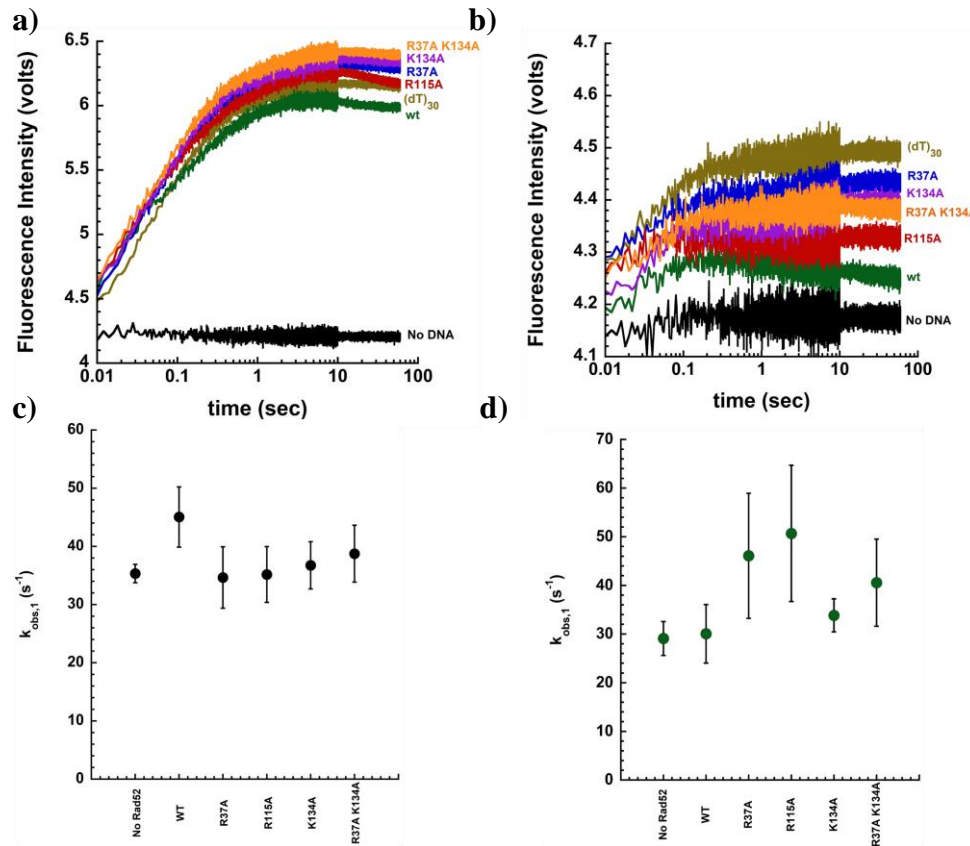 a)
Fluorescence Intensity (volts)
6.5
6
5.5
5
4.5
4
0.01
0.1
1
10
100
time (sec)
R37A K134A
K134A
R37A
R115A
(dT)30
wt
No DNA
b)
Fluorescence Intensity (volts)
4.7
4.6
4.5
4.4
4.3
4.2
4.1
0.01
0.1
1
10
100
time (sec)
(dT)30
R37A
K134A
R37A K134A
R115A
wt
No DNA
c)
kobs,1 (s-1)
60
50
40
30
20
10
0
No Rad52
WT
R37A
R115A
K134A
R37A K134A
d)
kobs,1 (s-1)
70
60
50
40
30
20
10
0
No Rad52
WT
R37A
R115A
K134A
R37A K134A